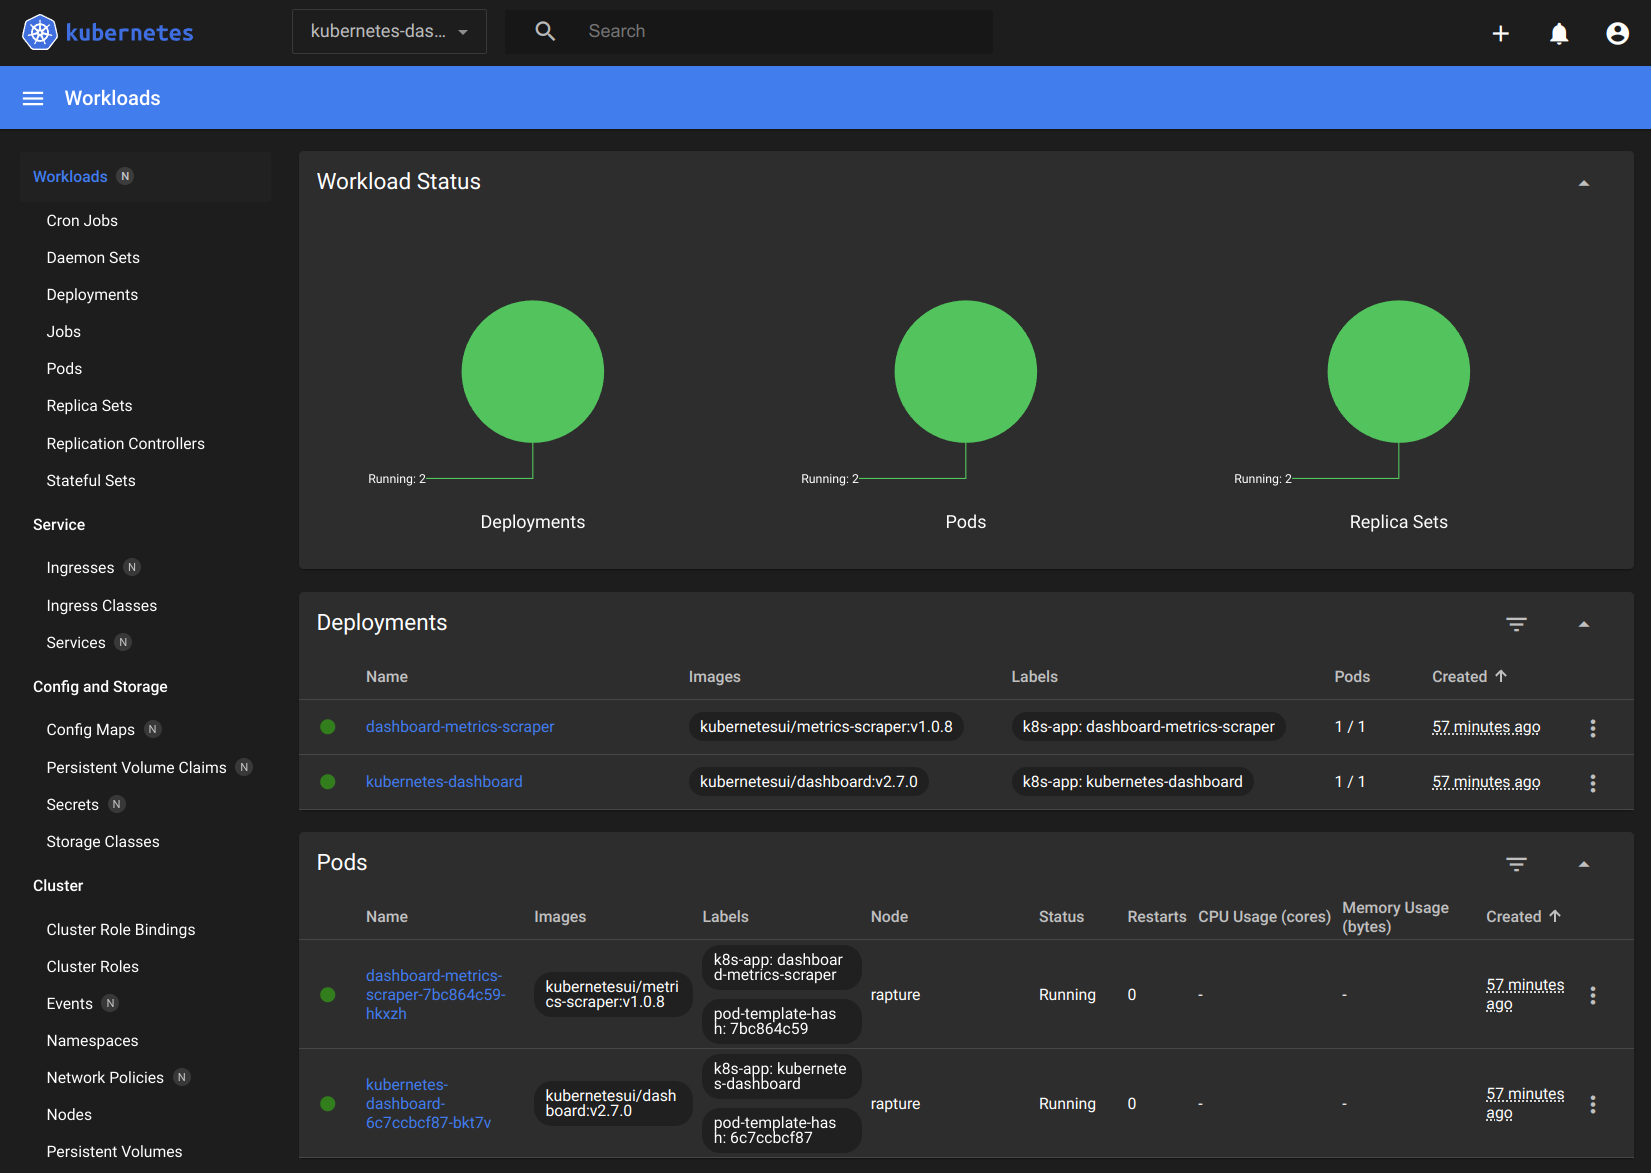 kubernetes
kubernetes-das...
Search
Workloads
Workloads N
Cron Jobs
Daemon Sets
Deployments
Jobs
Pods
Replica Sets
Replication Controllers
Stateful Sets
Service
Ingresses N
Ingress Classes
Services N
Config and Storage
Config Maps N
Persistent Volume Claims N
Secrets N
Storage Classes
Cluster
Cluster Role Bindings
Cluster Roles
Events N
Namespaces
Network Policies N
Nodes
Persistent Volumes
Workload Status
Running: 2
Deployments
Running: 2
Pods
Running: 2
Replica Sets
Deployments
Name Images Labels Pods Created
dashboard-metrics-scraper kubernetesui/metrics-scraper:v1.0.8 k8s-app: dashboard-metrics-scraper 1 / 1 57 minutes ago
kubernetes-dashboard kubernetesui/dashboard:v2.7.0 k8s-app: kubernetes-dashboard 1 / 1 57 minutes ago
Pods
Name Images Labels Node Status Restarts CPU Usage (cores) Memory Usage
(bytes) Created
dashboard-metrics-
scraper-7bc864c59-
hkxzh
kubernetesui/metri
cs-scraper:v1.0.8
k8s-app: dashboar
d-metrics-scraper
pod-template-has
h: 7bc864c59
rapture
Running
0
-
-
57 minutes
ago
kubernetes-
dashboard-
6c7ccbcf87-bkt7v
kubernetesui/dash
board:v2.7.0
k8s-app: kubernete
s-dashboard
pod-template-has
h: 6c7ccbcf87
rapture
Running
0
-
-
57 minutes
ago